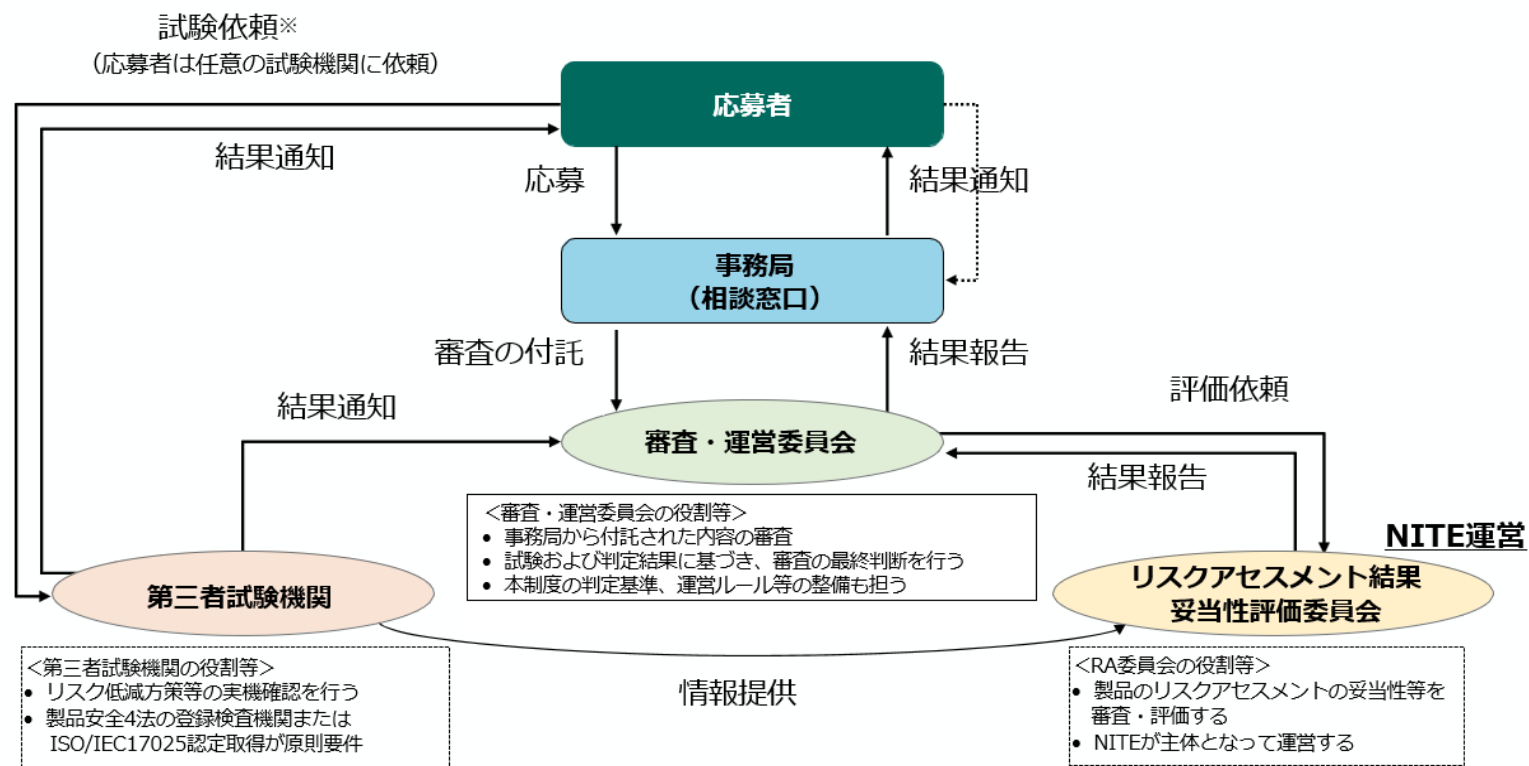 試験依頼※
（応募者は任意の試験機関に依頼）
応募者
結果通知
応募
結果通知
事務局
（相談窓口）
審査の付託
結果報告
評価依頼
結果通知
審査・運営委員会
結果報告
＜審査・運営委員会の役割等＞
• 事務局から付託された内容の審査
• 試験および判定結果に基づき、審査の最終判断を行う
• 本制度の判定基準、運営ルール等の整備も担う
NITE運営
第三者試験機関
リスクアセスメント結果
妥当性評価委員会
＜第三者試験機関の役割等＞
• リスク低減方策等の実機確認を行う
• 製品安全4法の登録検査機関または
ISO/IEC17025認定取得が原則要件
情報提供
＜RA委員会の役割等＞
• 製品のリスクアセスメントの妥当性等を
審査・評価する
• NITEが主体となって運営する